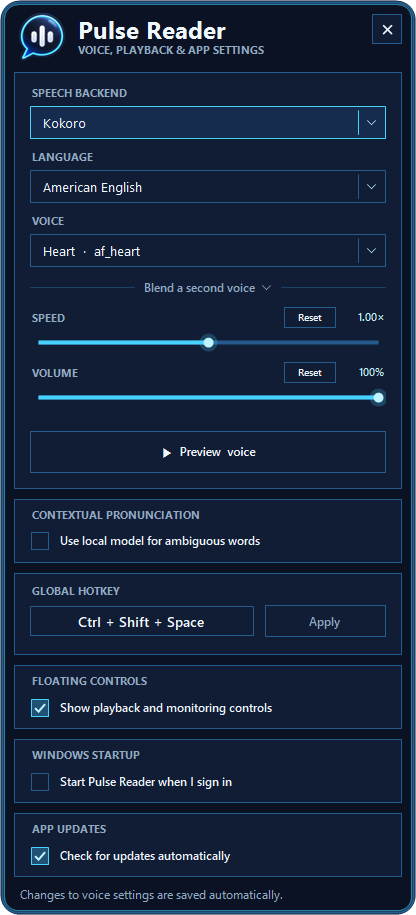 Pulse Reader
VOICE, PLAYBACK & APP SETTINGS
SPEECH BACKEND
Kokoro
LANGUAGE
American English
VOICE
Heart · af_heart
Blend a second voice
SPEED Reset 1.00×
VOLUME Reset 100%
Preview voice
CONTEXTUAL PRONUNCIATION
Use local model for ambiguous words
GLOBAL HOTKEY
Ctrl + Shift + Space Apply
FLOATING CONTROLS
Show playback and monitoring controls
WINDOWS STARTUP
Start Pulse Reader when I sign in
APP UPDATES
Check for updates automatically
Changes to voice settings are saved automatically.